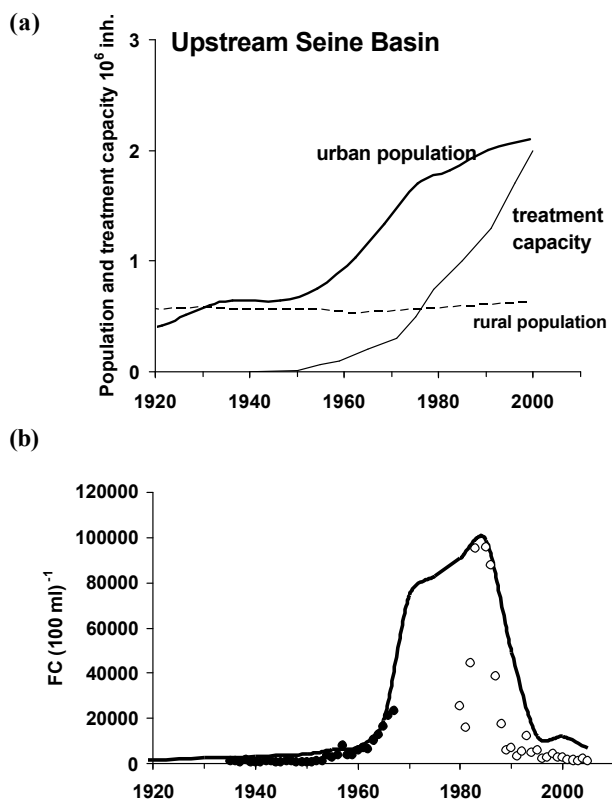 (a)
Upstream Seine Basin
Population and treatment capacity 10⁶ inh.
3
2
1
0
urban population
treatment
capacity
rural population
1920 1940 1960 1980 2000
(b)
FC (100 ml)⁻¹
120000
100000
80000
60000
40000
20000
0
1920 1940 1960 1980 2000